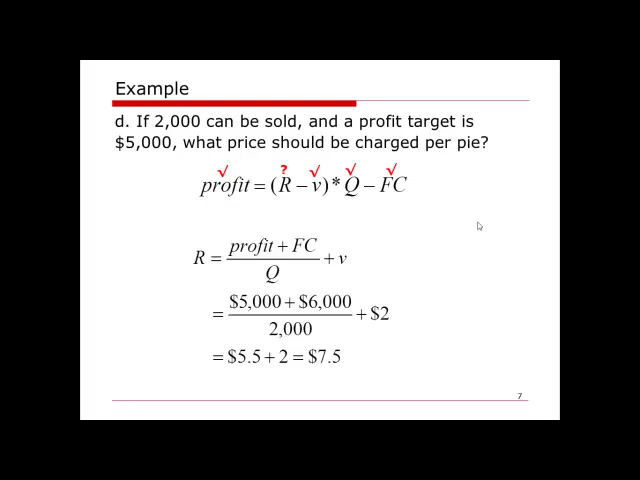 Example
d. If 2,000 can be sold, and a profit target is
$5,000, what price should be charged per pie?
√ ? √ √ √
profit = (R − v) * Q − FC
R = (profit + FC) / Q + v
= ($5,000 + $6,000) / 2,000 + $2
= $5.5 + 2 = $7.5
7